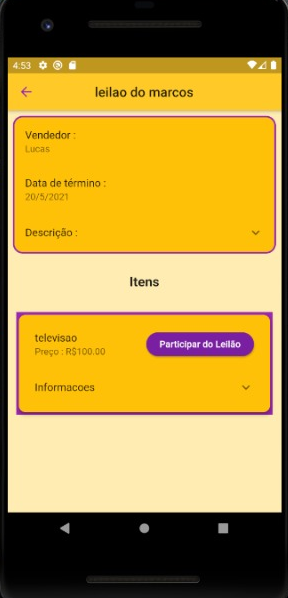 4:53
leilao do marcos
Vendedor :
Lucas
Data de término :
20/5/2021
Descrição :
Itens
televisao
Preço : R$100.00
Participar do Leilão
Informacoes